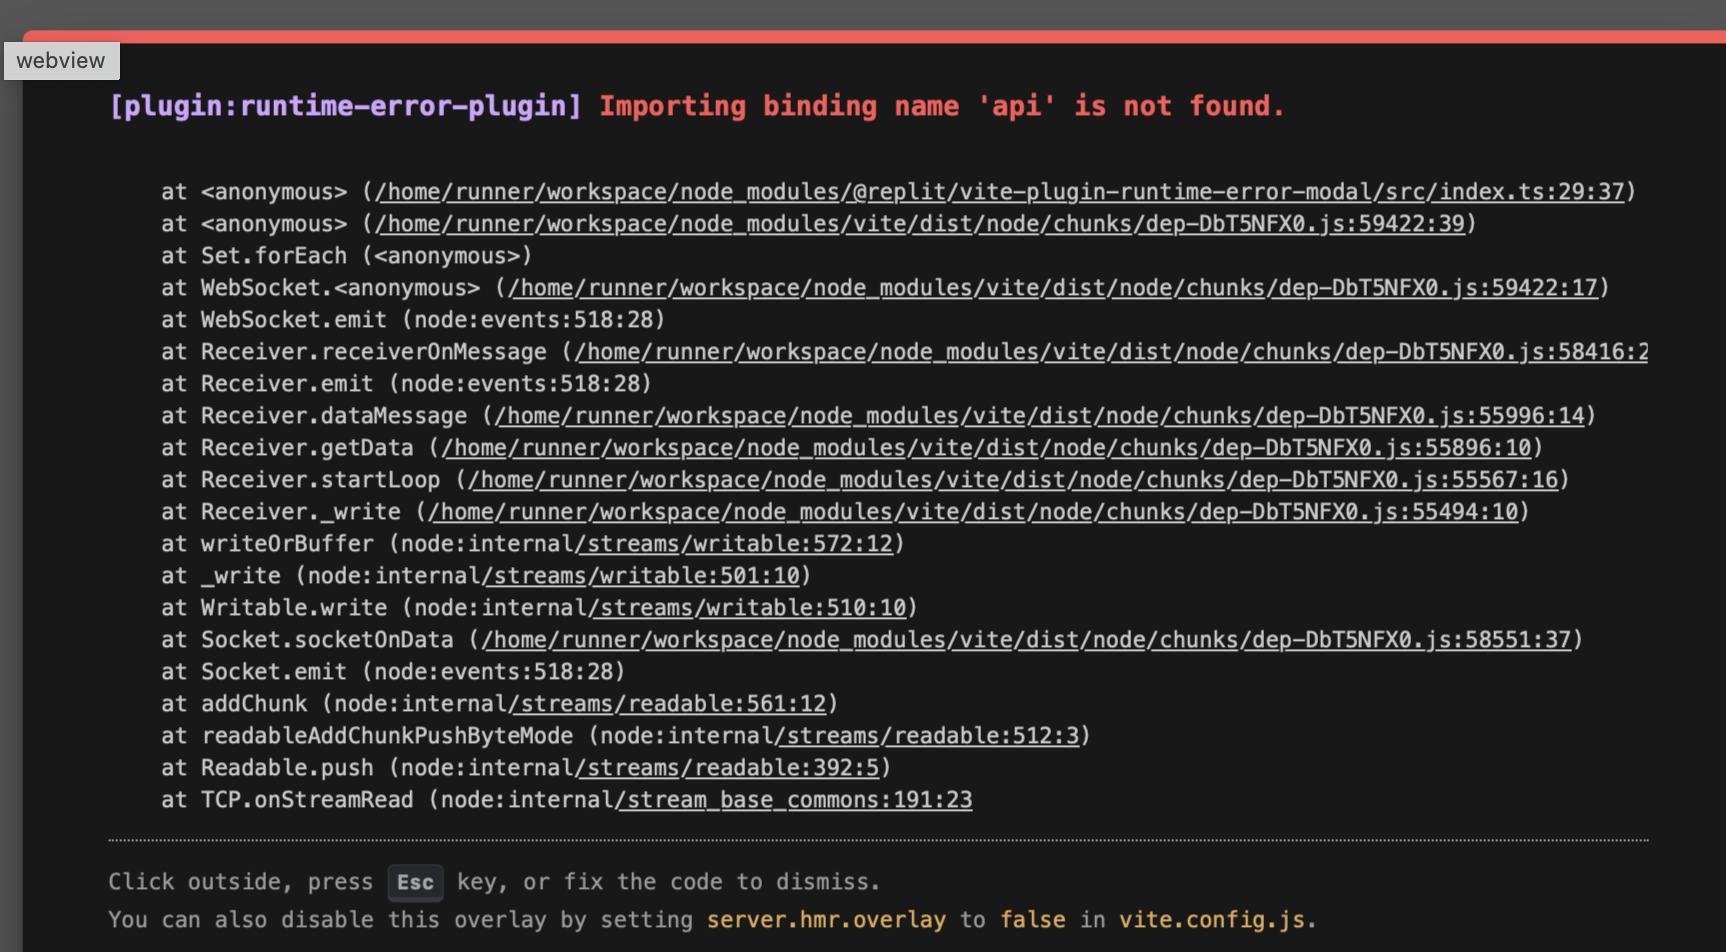 webview
[plugin:runtime-error-plugin] Importing binding name 'api' is not found.
at <anonymous> (/home/runner/workspace/node_modules/@replit/vite-plugin-runtime-error-modal/src/index.ts:29:37)
at <anonymous> (/home/runner/workspace/node_modules/vite/dist/node/chunks/dep-DbT5NFX0.js:59422:39)
at Set.forEach (<anonymous>)
at WebSocket.<anonymous> (/home/runner/workspace/node_modules/vite/dist/node/chunks/dep-DbT5NFX0.js:59422:17)
at WebSocket.emit (node:events:518:28)
at Receiver.receiverOnMessage (/home/runner/workspace/node_modules/vite/dist/node/chunks/dep-DbT5NFX0.js:58416:2
at Receiver.emit (node:events:518:28)
at Receiver.dataMessage (/home/runner/workspace/node_modules/vite/dist/node/chunks/dep-DbT5NFX0.js:55996:14)
at Receiver.getData (/home/runner/workspace/node_modules/vite/dist/node/chunks/dep-DbT5NFX0.js:55896:10)
at Receiver.startLoop (/home/runner/workspace/node_modules/vite/dist/node/chunks/dep-DbT5NFX0.js:55567:16)
at Receiver._write (/home/runner/workspace/node_modules/vite/dist/node/chunks/dep-DbT5NFX0.js:55494:10)
at writeOrBuffer (node:internal/streams/writable:572:12)
at _write (node:internal/streams/writable:501:10)
at Writable.write (node:internal/streams/writable:510:10)
at Socket.socketOnData (/home/runner/workspace/node_modules/vite/dist/node/chunks/dep-DbT5NFX0.js:58551:37)
at Socket.emit (node:events:518:28)
at addChunk (node:internal/streams/readable:561:12)
at readableAddChunkPushByteMode (node:internal/streams/readable:512:3)
at Readable.push (node:internal/streams/readable:392:5)
at TCP.onStreamRead (node:internal/stream_base_commons:191:23
Click outside, press Esc key, or fix the code to dismiss.
You can also disable this overlay by setting server.hmr.overlay to false in vite.config.js.